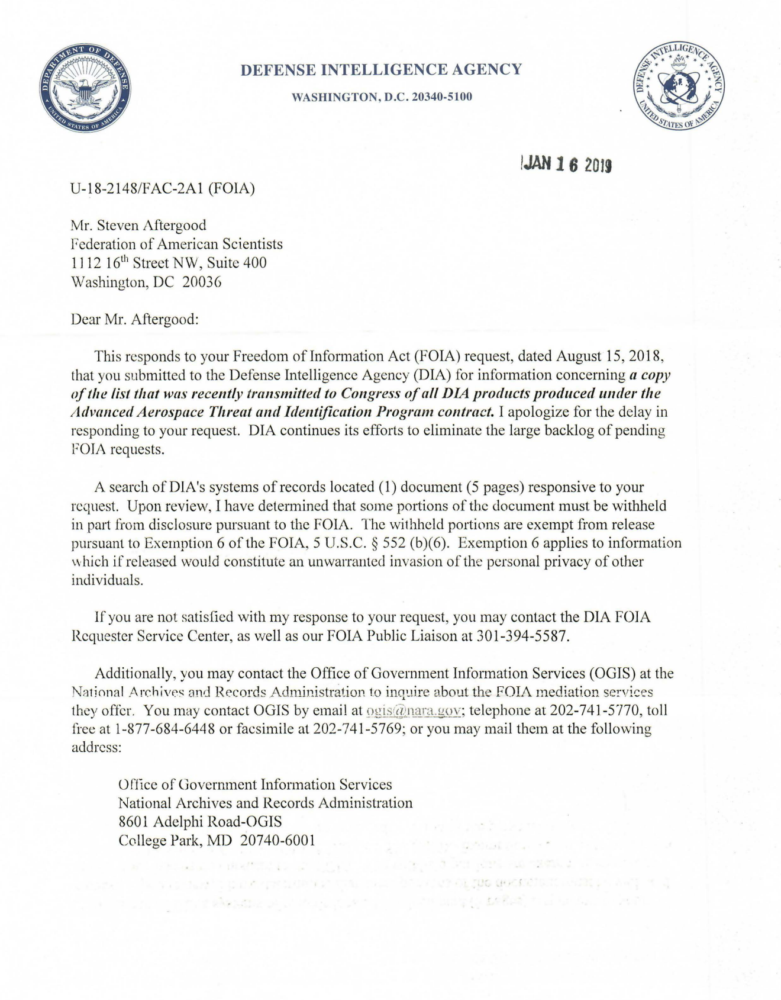 DEPARTMENT OF DEFENSE
UNITED STATES OF AMERICA
DEFENSE INTELLIGENCE AGENCY
WASHINGTON, D.C. 20340-5100
DEFENSE INTELLIGENCE AGENCY
UNITED STATES OF AMERICA
JAN 16 2019
U-18-2148/FAC-2A1 (FOIA)
Mr. Steven Aftergood
Federation of American Scientists
1112 16th Street NW, Suite 400
Washington, DC 20036
Dear Mr. Aftergood:
This responds to your Freedom of Information Act (FOIA) request, dated August 15, 2018,
that you submitted to the Defense Intelligence Agency (DIA) for information concerning a copy
of the list that was recently transmitted to Congress of all DIA products produced under the
Advanced Aerospace Threat and Identification Program contract. I apologize for the delay in
responding to your request. DIA continues its efforts to eliminate the large backlog of pending
FOIA requests.
A search of DIA's systems of records located (1) document (5 pages) responsive to your
request. Upon review, I have determined that some portions of the document must be withheld
in part from disclosure pursuant to the FOIA. The withheld portions are exempt from release
pursuant to Exemption 6 of the FOIA, 5 U.S.C. § 552 (b)(6). Exemption 6 applies to information
which if released would constitute an unwarranted invasion of the personal privacy of other
individuals.
If you are not satisfied with my response to your request, you may contact the DIA FOIA
Requester Service Center, as well as our FOIA Public Liaison at 301-394-5587.
Additionally, you may contact the Office of Government Information Services (OGIS) at the
National Archives and Records Administration to inquire about the FOIA mediation services
they offer. You may contact OGIS by email at ogis@nara.gov; telephone at 202-741-5770, toll
free at 1-877-684-6448 or facsimile at 202-741-5769; or you may mail them at the following
address:
Office of Government Information Services
National Archives and Records Administration
8601 Adelphi Road-OGIS
College Park, MD 20740-6001